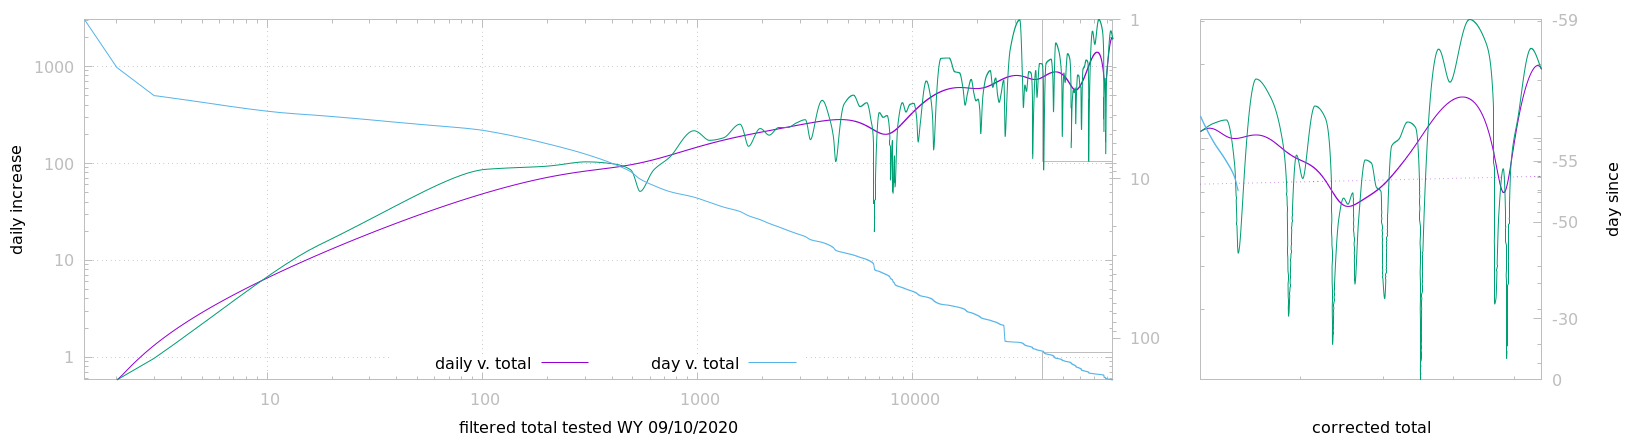 1000
100
10
1
daily increase
10
100
1000
10000
filtered total tested WY 09/10/2020
daily v. total
day v. total
1
10
100
-59
-55
-50
-30
0
day since
corrected total